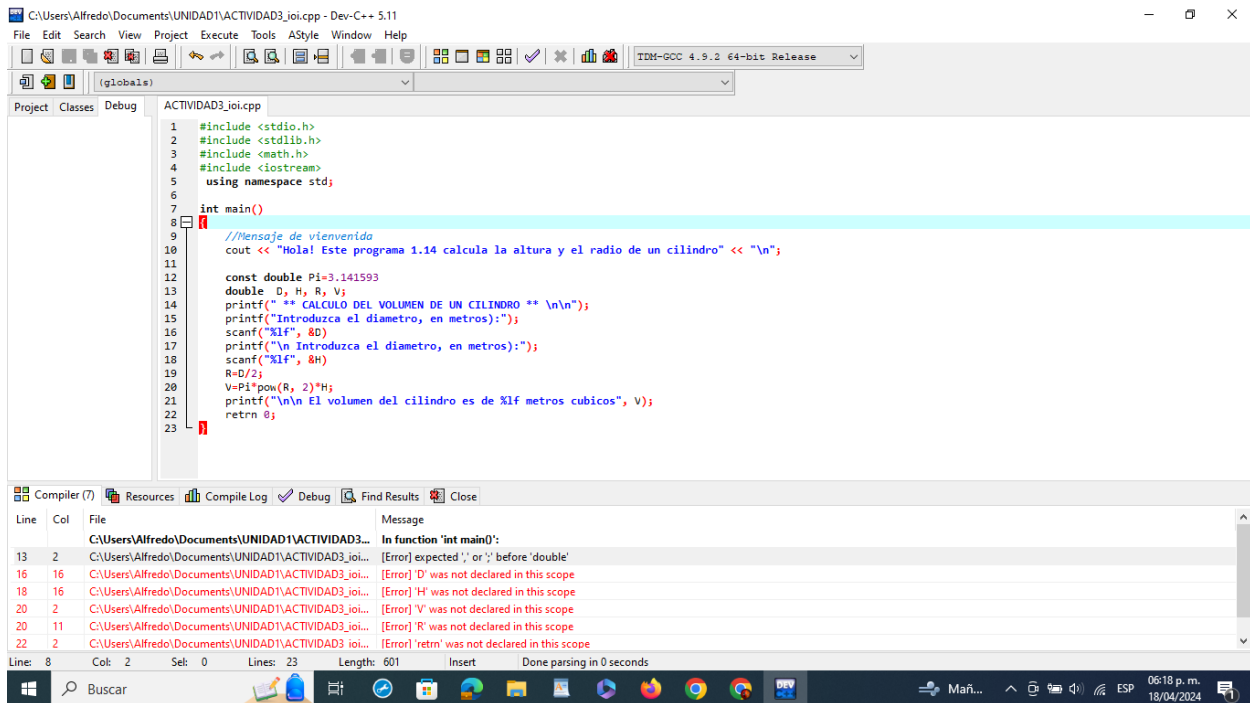 C:\Users\Alfredo\Documents\UNIDAD1\ACTIVIDAD3_ioi.cpp - Dev-C++ 5.11
File Edit Search View Project Execute Tools AStyle Window Help
TDM-GCC 4.9.2 64-bit Release
(globals)
Project Classes Debug ACTIVIDAD3_ioi.cpp
1 #include <stdio.h>
2 #include <stdlib.h>
3 #include <math.h>
4 #include <iostream>
5 using namespace std;
6
7 int main()
8 {
9 //Mensaje de vienvenida
10 cout << "Hola! Este programa 1.14 calcula la altura y el radio de un cilindro" << "\n";
11
12 const double Pi=3.141593
13 double D, H, R, V;
14 printf(" ** CALCULO DEL VOLUMEN DE UN CILINDRO ** \n\n");
15 printf("Introduzca el diametro, en metros):");
16 scanf("%lf", &D)
17 printf("\n Introduzca el diametro, en metros):");
18 scanf("%lf", &H)
19 R=D/2;
20 V=Pi*pow(R, 2)*H;
21 printf("\n\n El volumen del cilindro es de %lf metros cubicos", V);
22 retrn 0;
23 }
Compiler (7) Resources Compile Log Debug Find Results Close
Line Col File Message
C:\Users\Alfredo\Documents\UNIDAD1\ACTIVIDAD3... In function 'int main()':
13 2 C:\Users\Alfredo\Documents\UNIDAD1\ACTIVIDAD3_ioi... [Error] expected ',' or ';' before 'double'
16 16 C:\Users\Alfredo\Documents\UNIDAD1\ACTIVIDAD3_ioi... [Error] 'D' was not declared in this scope
18 16 C:\Users\Alfredo\Documents\UNIDAD1\ACTIVIDAD3_ioi... [Error] 'H' was not declared in this scope
20 2 C:\Users\Alfredo\Documents\UNIDAD1\ACTIVIDAD3_ioi... [Error] 'V' was not declared in this scope
20 11 C:\Users\Alfredo\Documents\UNIDAD1\ACTIVIDAD3_ioi... [Error] 'R' was not declared in this scope
22 2 C:\Users\Alfredo\Documents\UNIDAD1\ACTIVIDAD3_ioi... [Error] 'retrn' was not declared in this scope
Line: 8 Col: 2 Sel: 0 Lines: 23 Length: 601 Insert Done parsing in 0 seconds
Buscar DEV Mañ... ESP 06:18 p. m.
18/04/2024 1